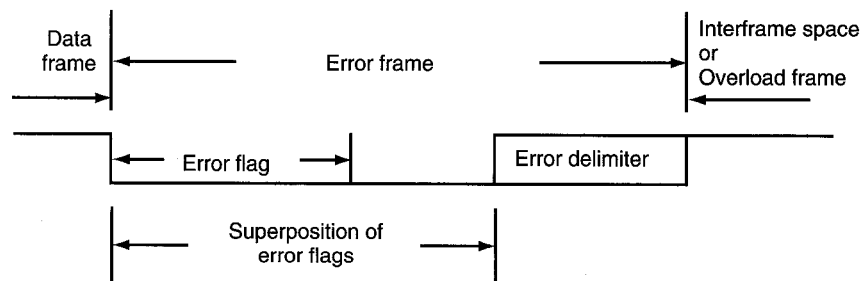 Data
frame
Error frame
Interframe space
or
Overload frame
Error flag
Error delimiter
Superposition of
error flags